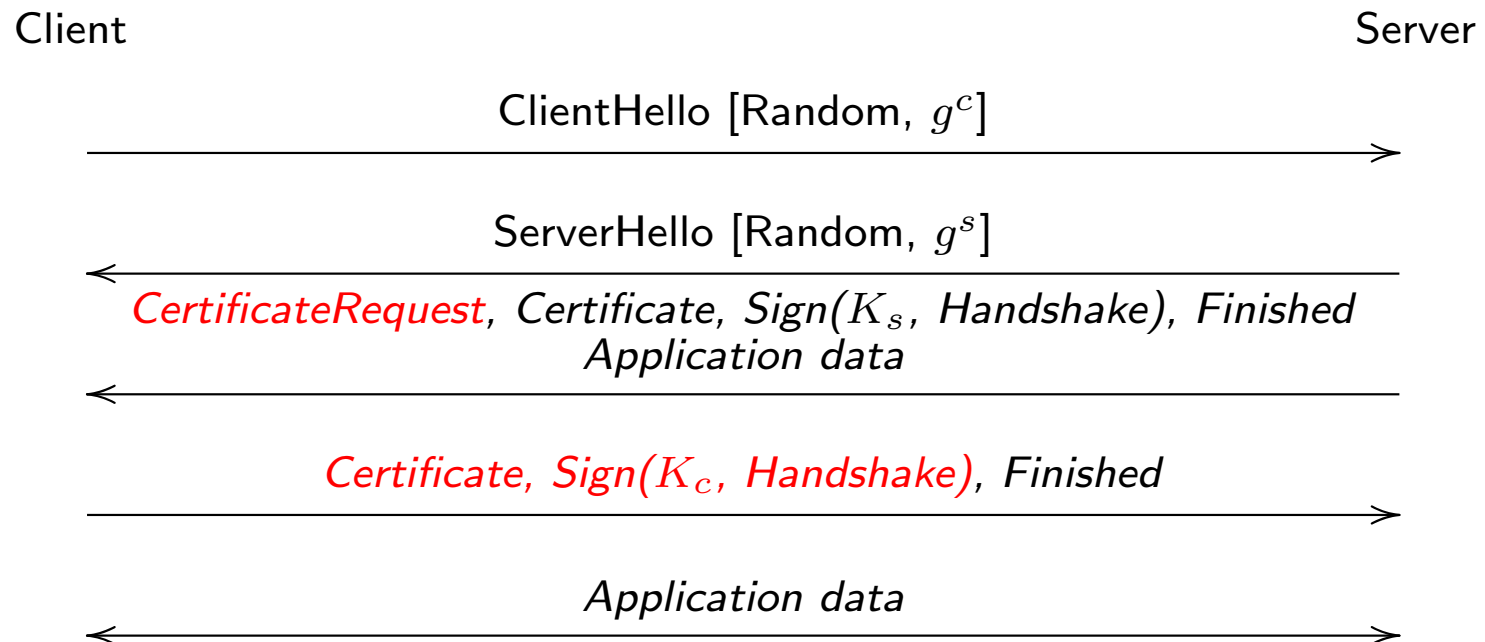 Client Server
ClientHello [Random, g^c]
ServerHello [Random, g^s]
CertificateRequest, Certificate, Sign(K_s, Handshake), Finished
Application data
Certificate, Sign(K_c, Handshake), Finished
Application data